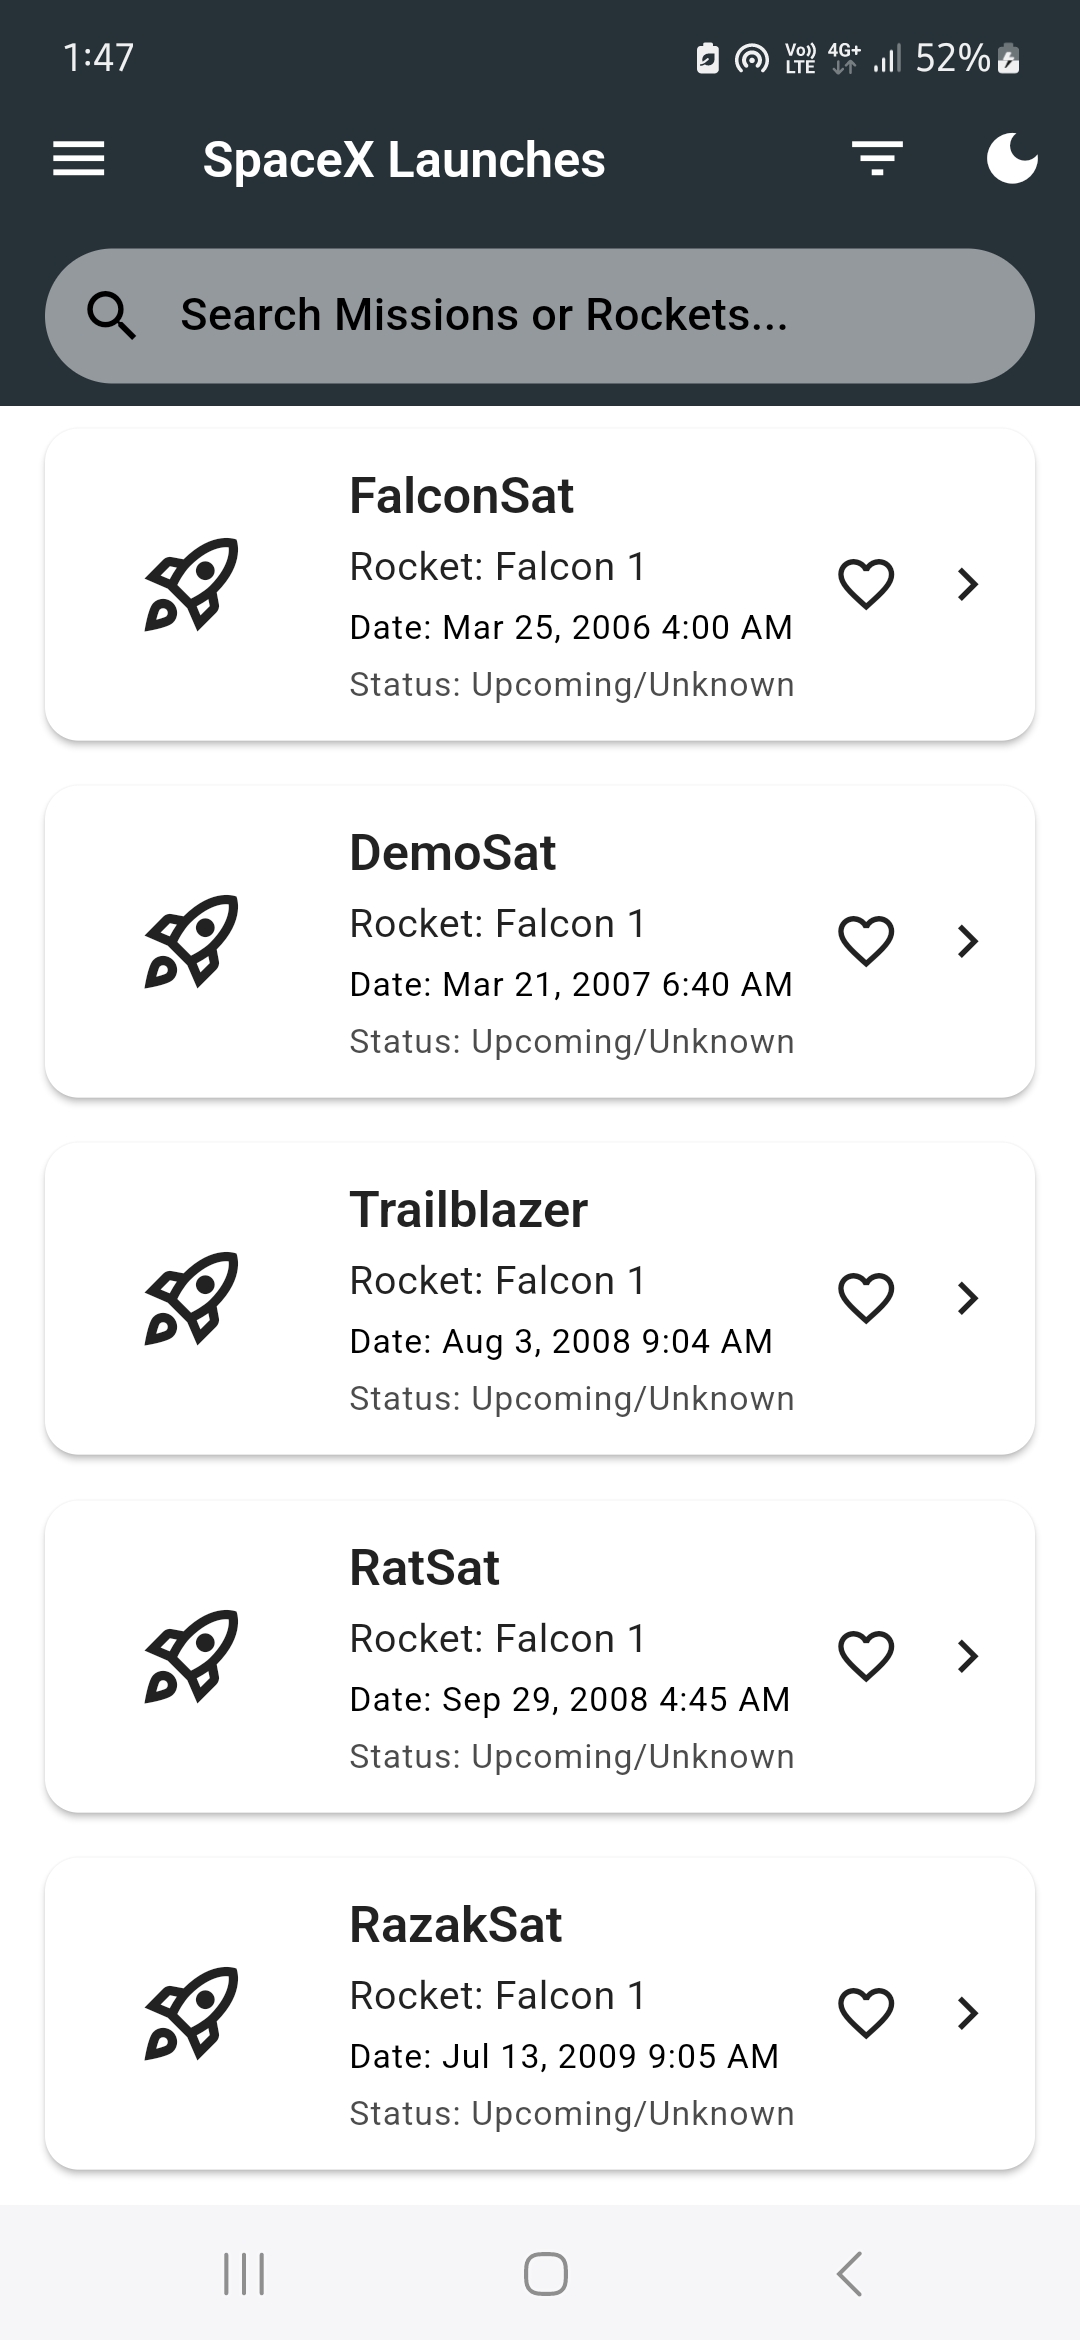 1:47
Vo)) LTE 4G+ 52%
SpaceX Launches
Search Missions or Rockets...
FalconSat
Rocket: Falcon 1
Date: Mar 25, 2006 4:00 AM
Status: Upcoming/Unknown
DemoSat
Rocket: Falcon 1
Date: Mar 21, 2007 6:40 AM
Status: Upcoming/Unknown
Trailblazer
Rocket: Falcon 1
Date: Aug 3, 2008 9:04 AM
Status: Upcoming/Unknown
RatSat
Rocket: Falcon 1
Date: Sep 29, 2008 4:45 AM
Status: Upcoming/Unknown
RazakSat
Rocket: Falcon 1
Date: Jul 13, 2009 9:05 AM
Status: Upcoming/Unknown